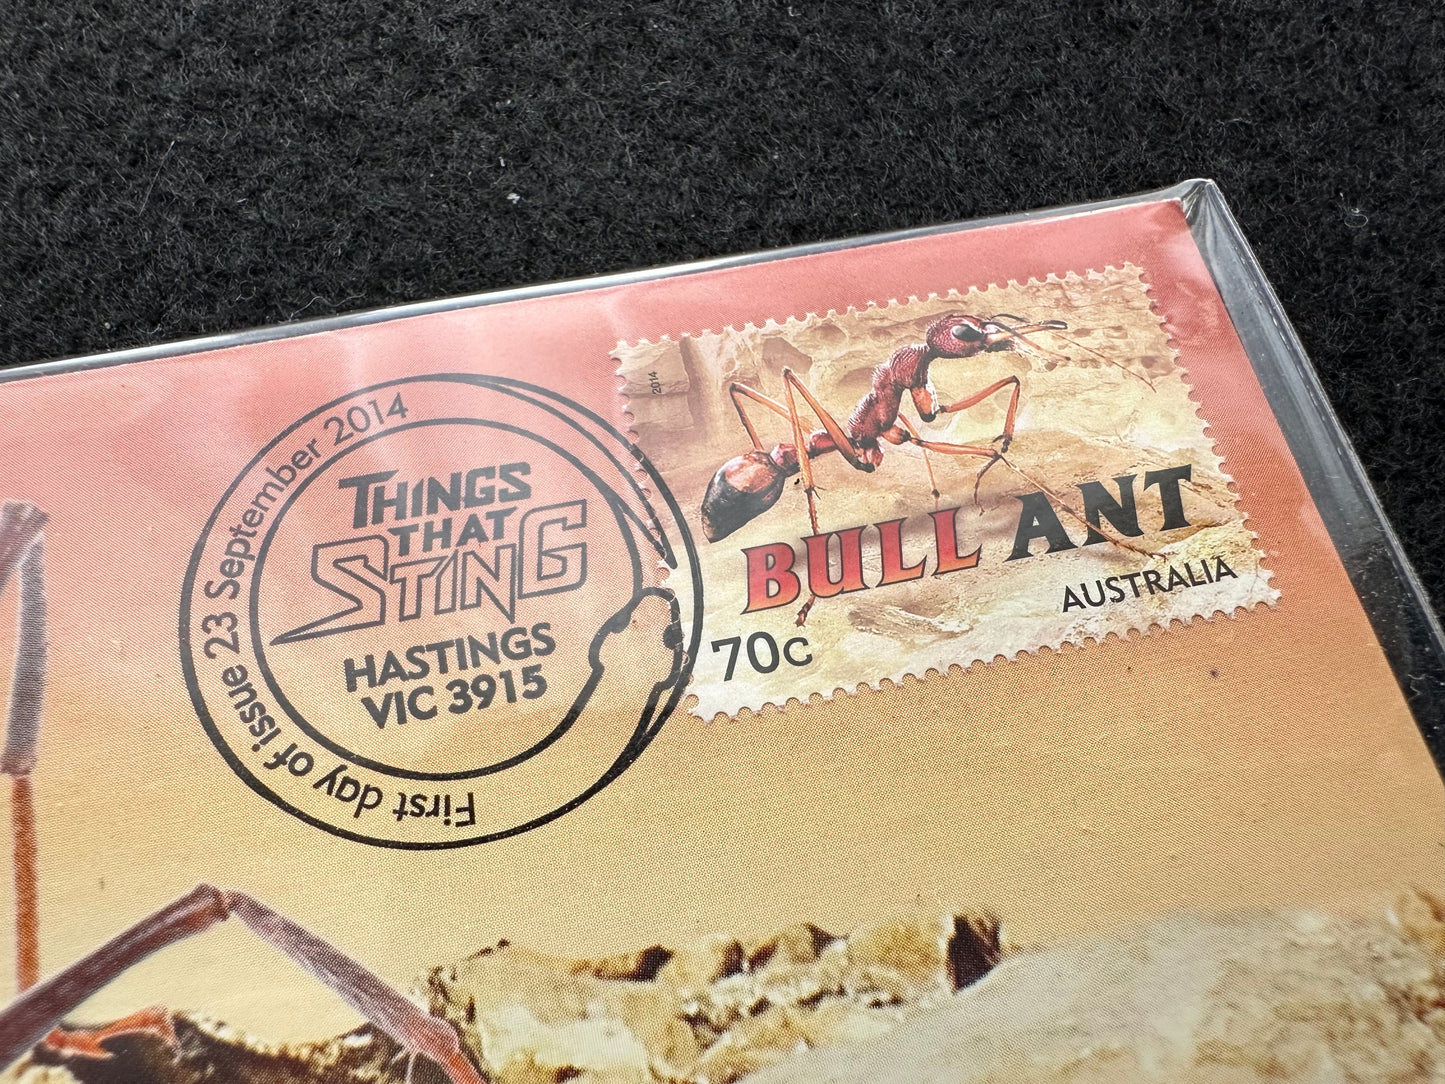 23 September 2014
THINGS
THAT
STING
HASTINGS
VIC 3915
First day of issue
2014
BULL ANT
AUSTRALIA
70c